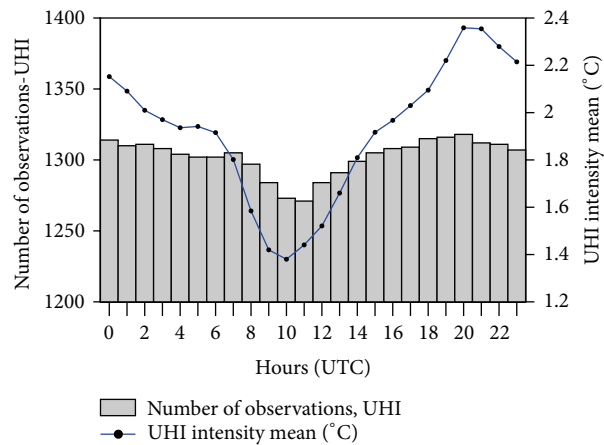 1400
1350
1300
1250
1200
Number of observations-UHI
2.4
2.2
2
1.8
1.6
1.4
1.2
UHI intensity mean (°C)
0 2 4 6 8 10 12 14 16 18 20 22
Hours (UTC)
Number of observations, UHI
UHI intensity mean (°C)